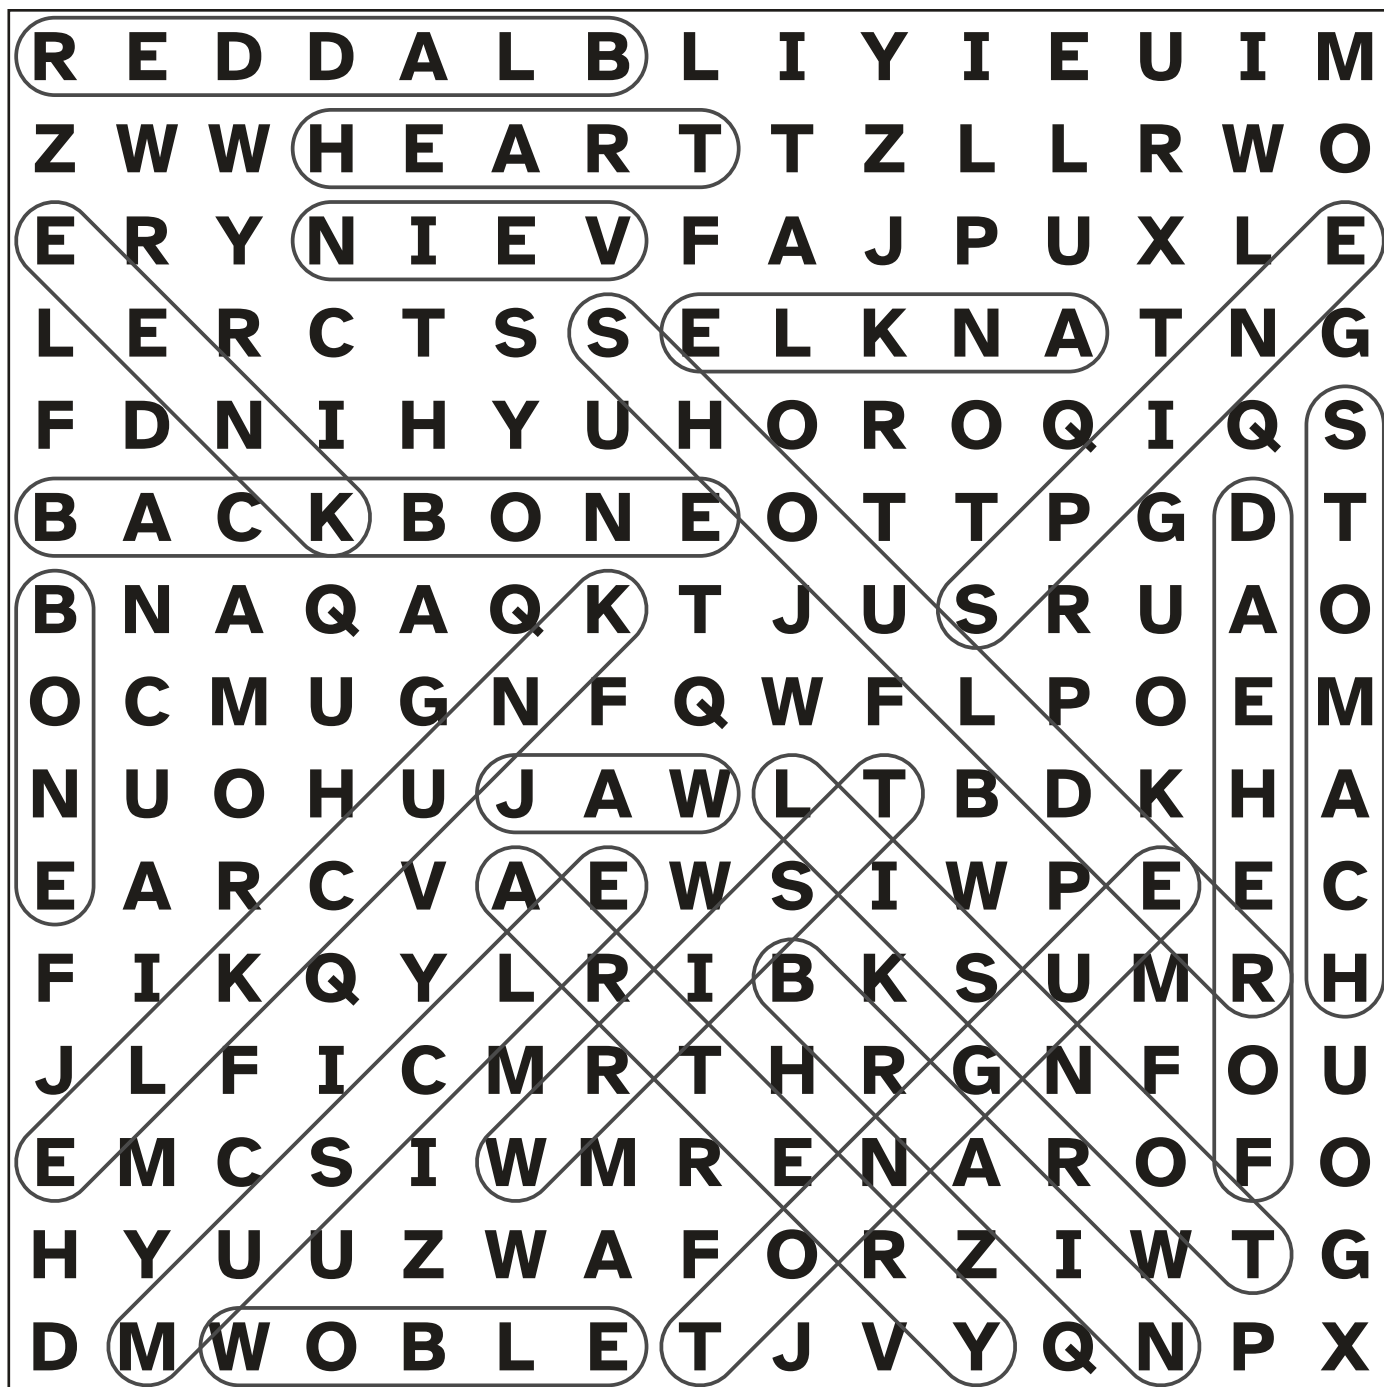 R E D D A L B L I Y I E U I M
Z W W H E A R T T Z L L R W O
E R Y N I E V F A J P U X L E
L E R C T S S E L K N A T N G
F D N I H Y U H O R O Q I Q S
B A C K B O N E O T T P G D T
B N A Q A Q K T J U S R U A O
O C M U G N F Q W F L P O E M
N U O H U J A W L T B D K H A
E A R C V A E W S I W P E E C
F I K Q Y L R I B K S U M R H
J L F I C M R T H R G N F O U
E M C S I W M R E N A R O F O
H Y U U Z W A F O R Z I W T G
D M W O B L E T J V Y Q N P X